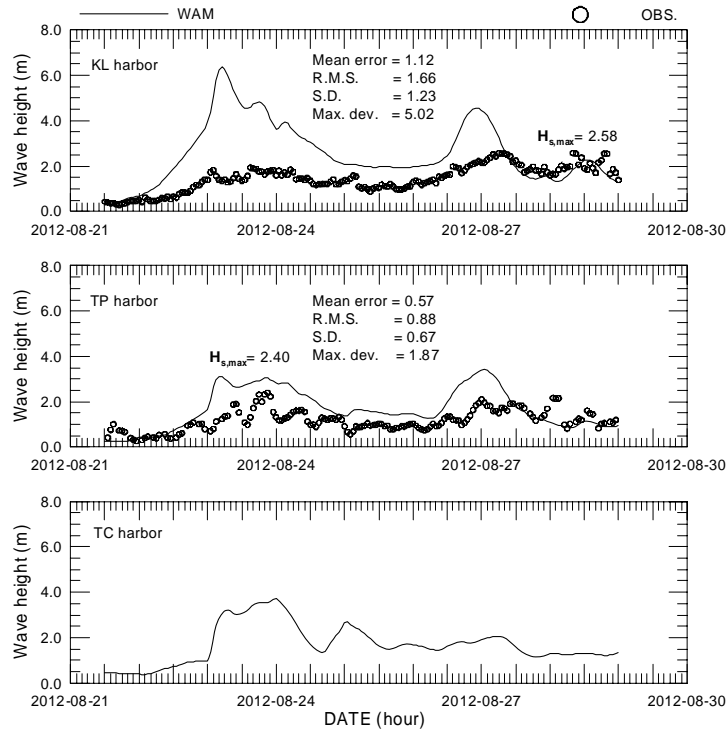 WAM OBS.
8.0
KL harbor
Mean error = 1.12
R.M.S. = 1.66
S.D. = 1.23
Max. dev. = 5.02
Hs,max= 2.58
6.0
4.0
2.0
0.0
Wave height (m)
2012-08-21 2012-08-24 2012-08-27 2012-08-30
8.0
TP harbor
Mean error = 0.57
R.M.S. = 0.88
S.D. = 0.67
Max. dev. = 1.87
Hs,max= 2.40
6.0
4.0
2.0
0.0
Wave height (m)
2012-08-21 2012-08-24 2012-08-27 2012-08-30
8.0
TC harbor
6.0
4.0
2.0
0.0
Wave height (m)
2012-08-21 2012-08-24 2012-08-27 2012-08-30
DATE (hour)